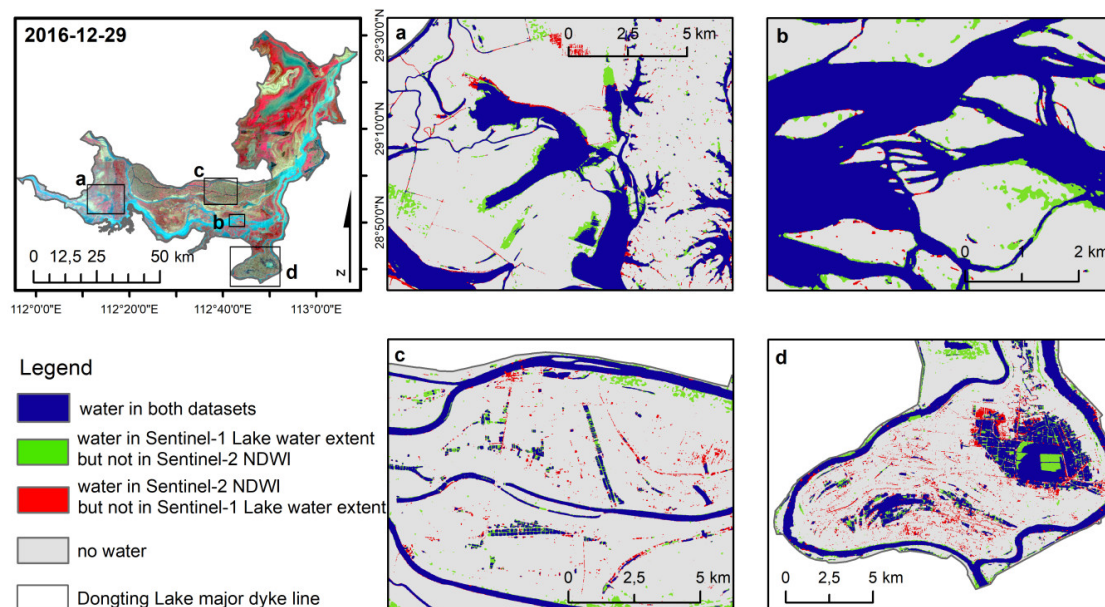 2016-12-29
a
c
b
d
0 12,5 25 50 km
N
112°0'0"E 112°20'0"E 112°40'0"E 113°0'0"E
29°30'0"N
29°10'0"N
28°50'0"N
a
0 2,5 5 km
b
0 1 2 km
Legend
water in both datasets
water in Sentinel-1 Lake water extent
but not in Sentinel-2 NDWI
water in Sentinel-2 NDWI
but not in Sentinel-1 Lake water extent
no water
Dongting Lake major dyke line
c
0 2,5 5 km
d
0 2,5 5 km